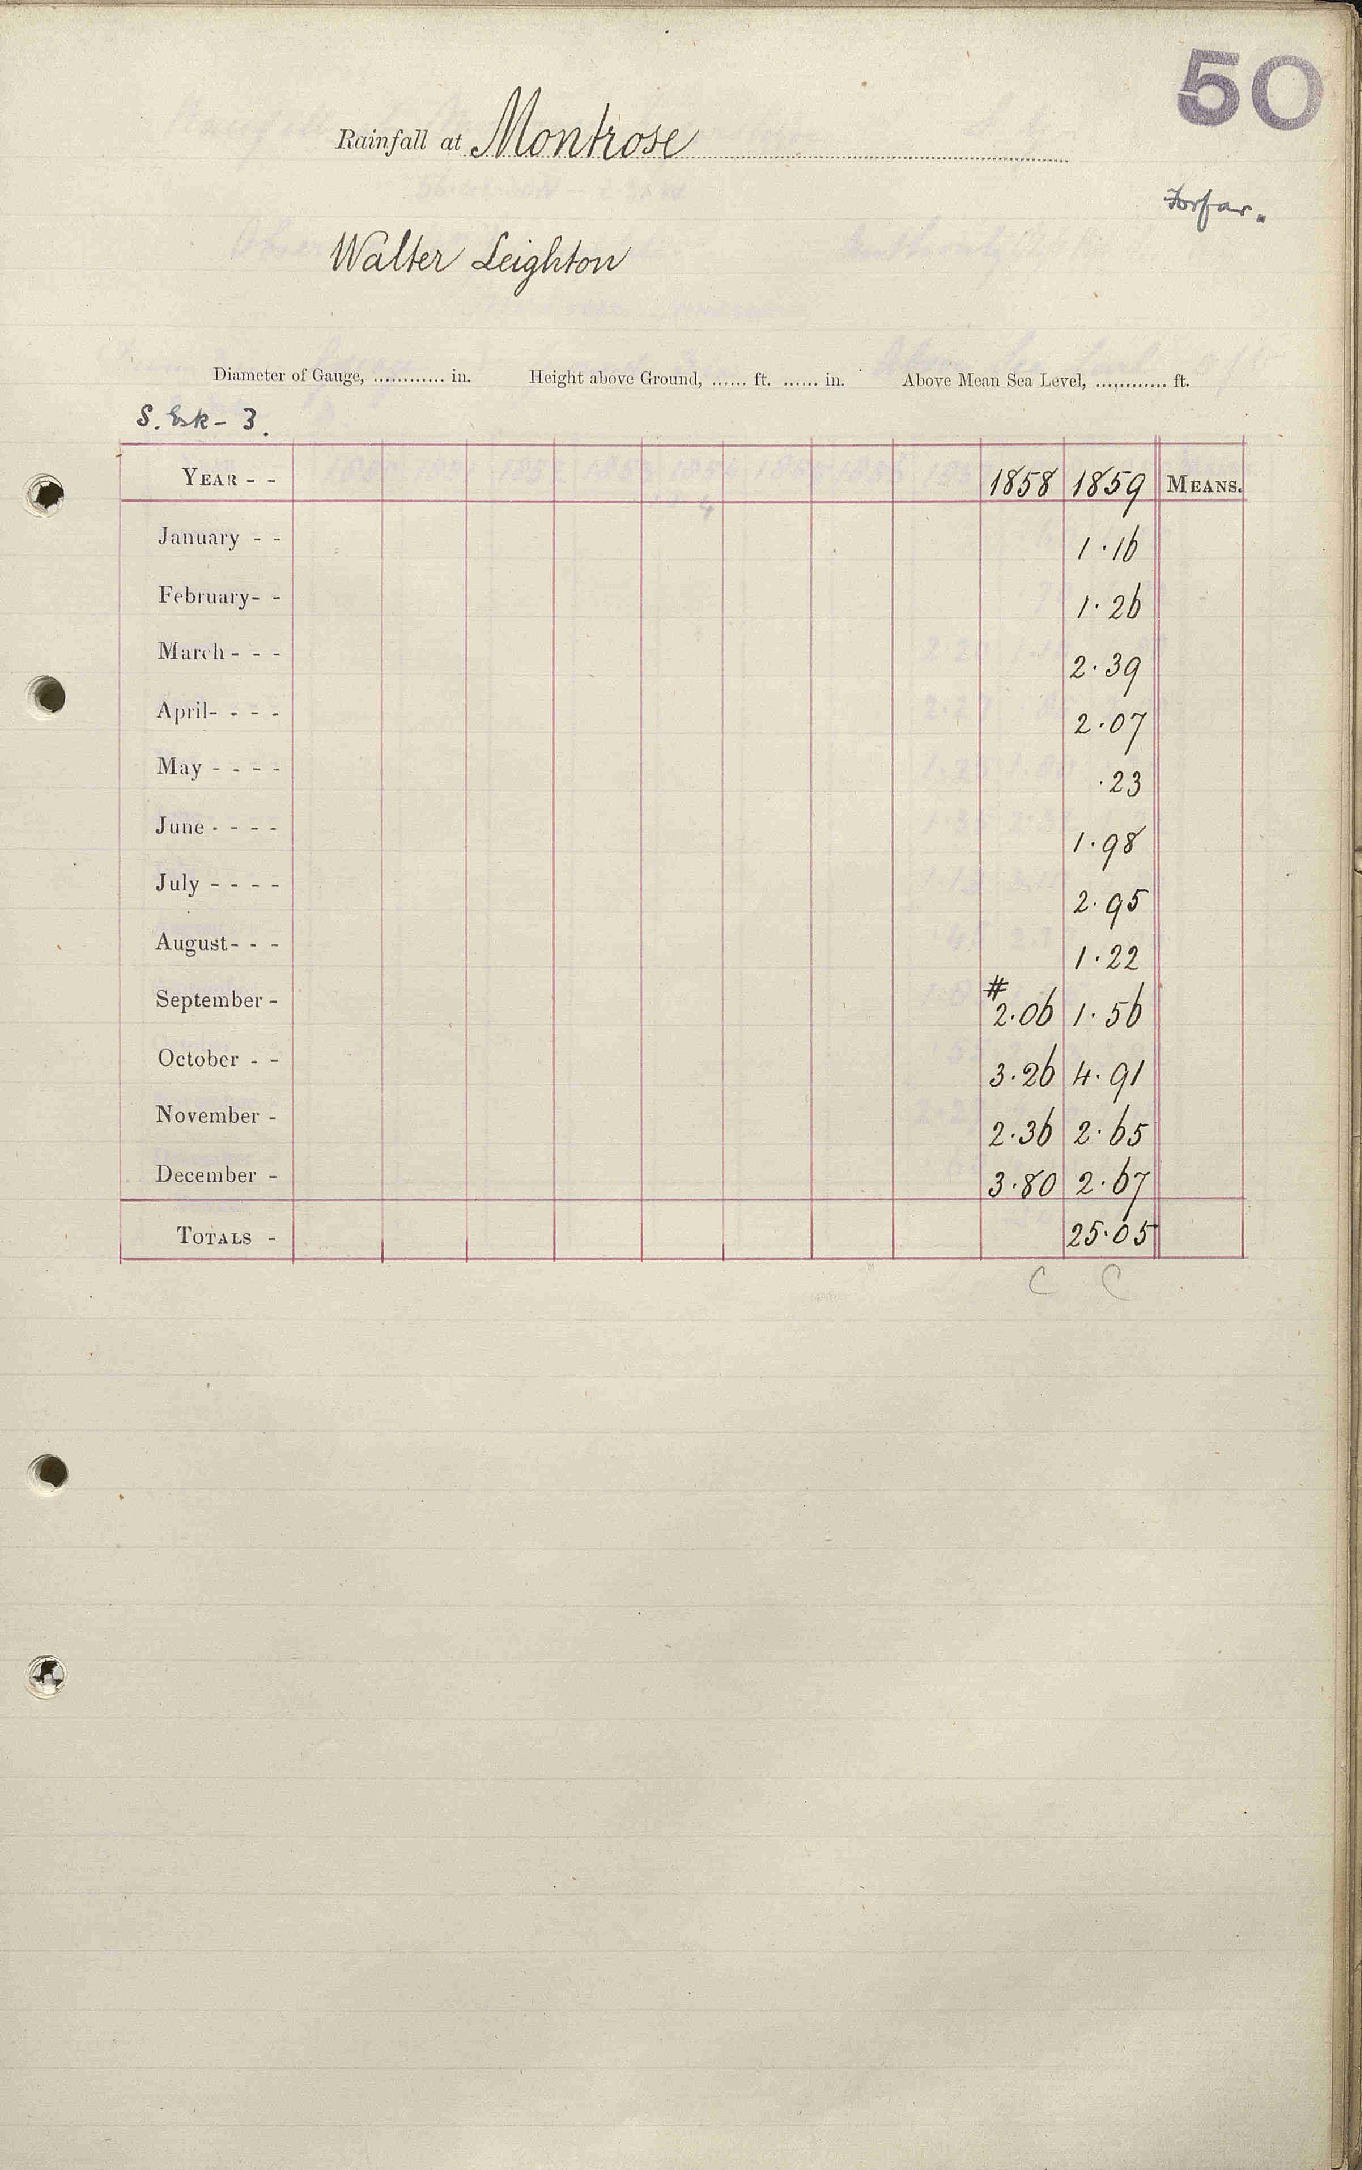 50
Rainfall at Montrose
Forfar.
Walter Leighton
Diameter of Gauge, ............ in. Height above Ground, ...... ft. ...... in. Above Mean Sea Level, ............ ft.
S. Esk - 3.
YEAR - - 1858 1859 MEANS.
January - - 1.16
February- - 1.26
March - - - 2.39
April- - - - 2.07
May - - - - .23
June - - - - 1.98
July - - - - 2.95
August- - - 1.22
September - #2.06 1.56
October - - 3.26 4.91
November - 2.36 2.65
December - 3.80 2.67
TOTALS - 25.05
C C